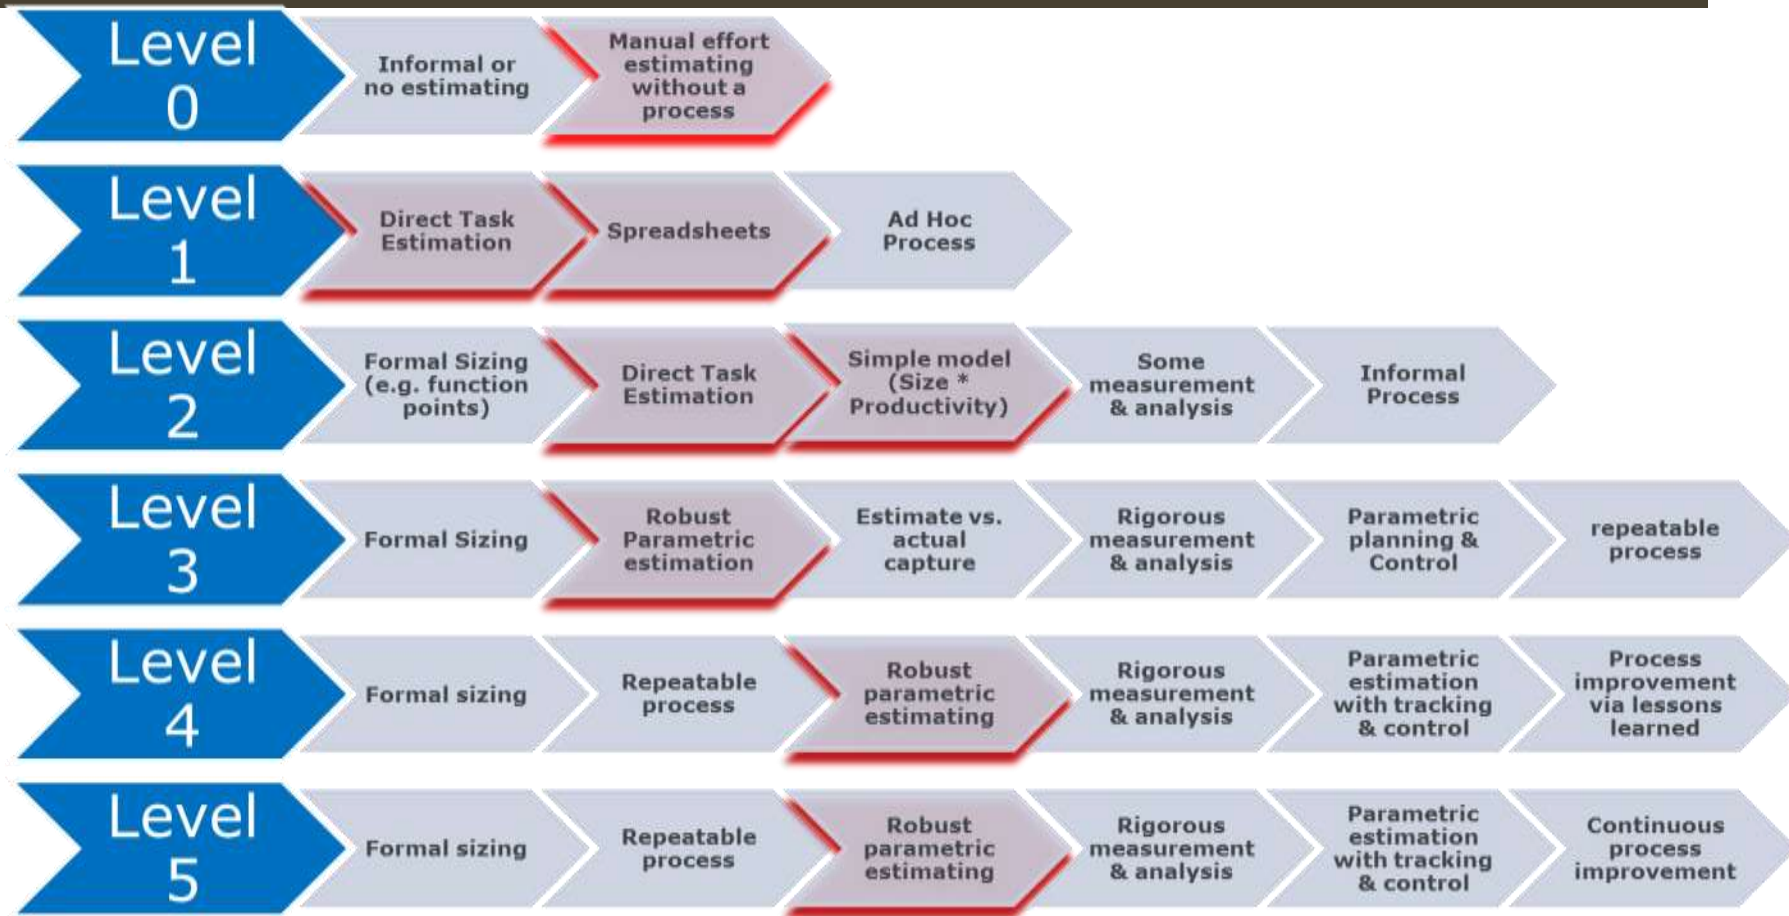 Level
0
Informal or
no estimating
Manual effort
estimating
without a
process
Level
1
Direct Task
Estimation
Spreadsheets
Ad Hoc
Process
Level
2
Formal Sizing
(e.g. function
points)
Direct Task
Estimation
Simple model
(Size *
Productivity)
Some
measurement
& analysis
Informal
Process
Level
3
Formal Sizing
Robust
Parametric
estimation
Estimate vs.
actual
capture
Rigorous
measurement
& analysis
Parametric
planning &
Control
repeatable
process
Level
4
Formal sizing
Repeatable
process
Robust
parametric
estimating
Rigorous
measurement
& analysis
Parametric
estimation
with tracking
& control
Process
improvement
via lessons
learned
Level
5
Formal sizing
Repeatable
process
Robust
parametric
estimating
Rigorous
measurement
& analysis
Parametric
estimation
with tracking
& control
Continuous
process
improvement